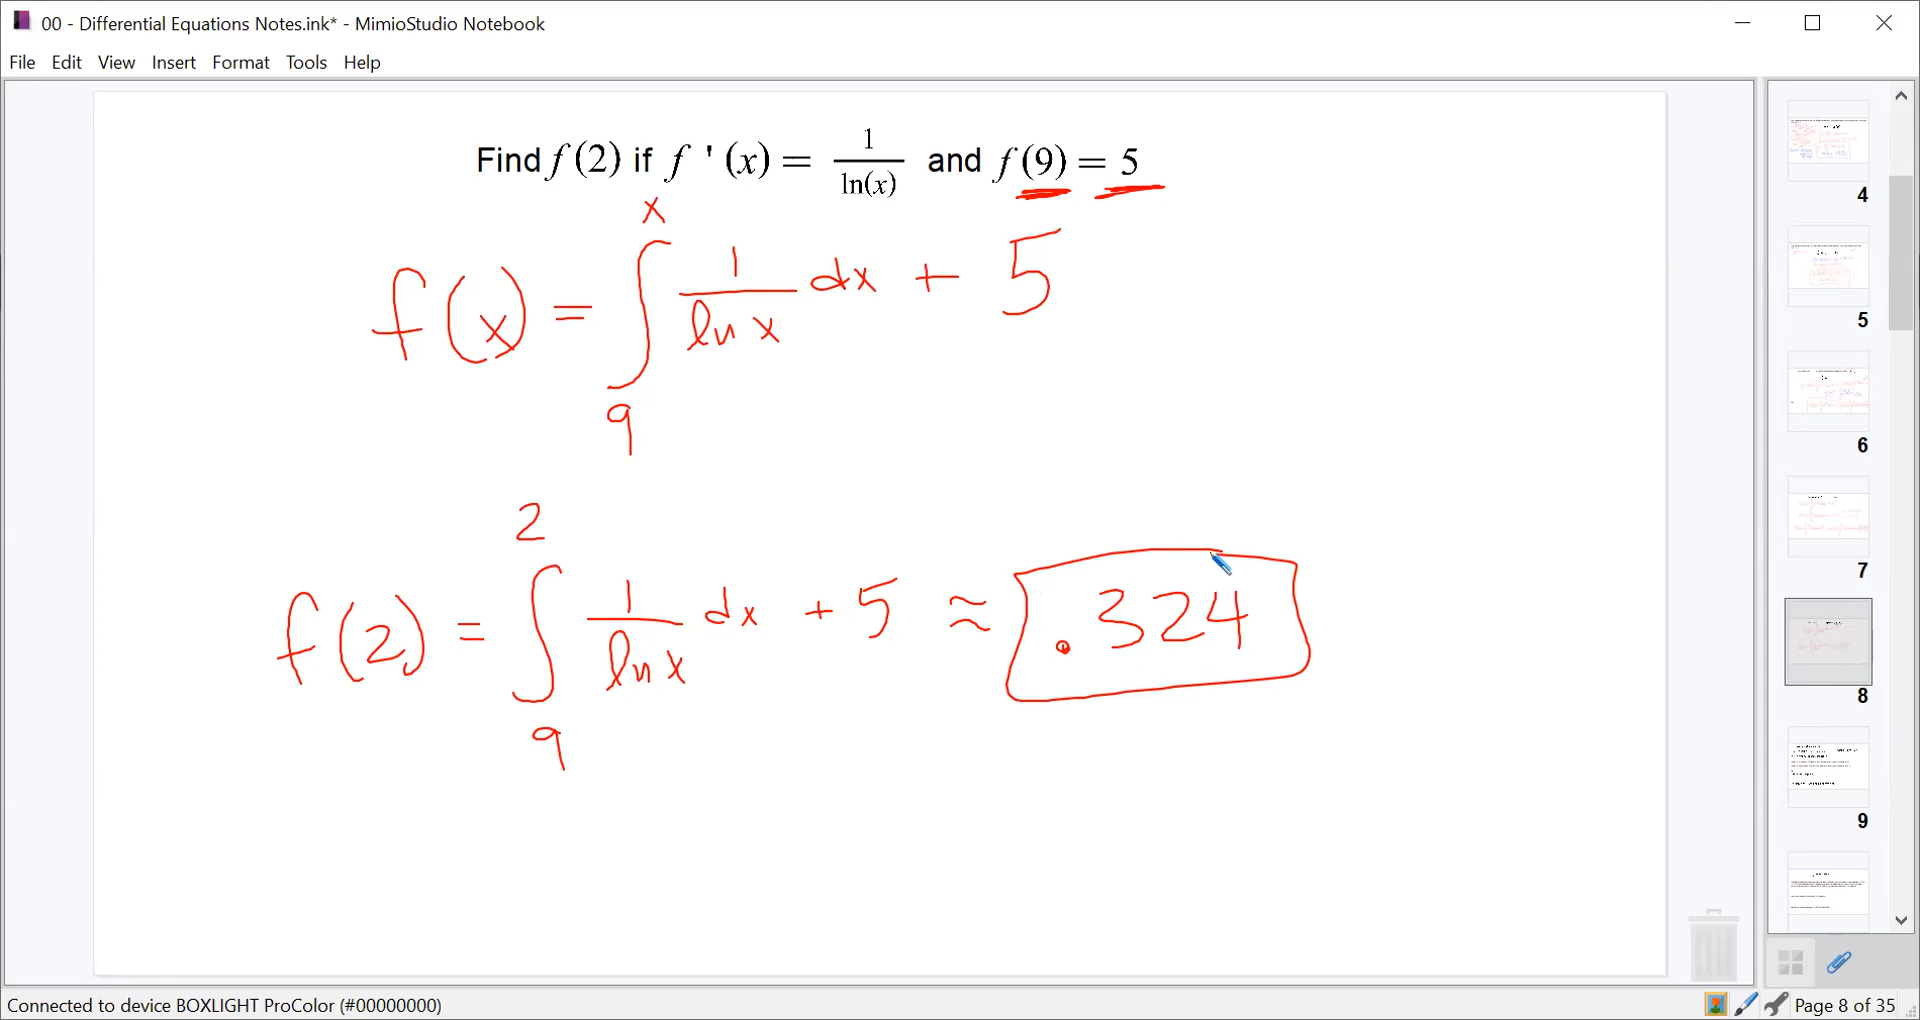 00 - Differential Equations Notes.ink* - MimioStudio Notebook
File Edit View Insert Format Tools Help
Find f(2) if f '(x) = 1/ln(x) and f(9) = 5
f(x) = ∫_9^x 1/ln x dx + 5
f(2) = ∫_9^2 1/ln x dx + 5 ≈ .324
4
5
6
7
8
9
Connected to device BOXLIGHT ProColor (#00000000)
Page 8 of 35